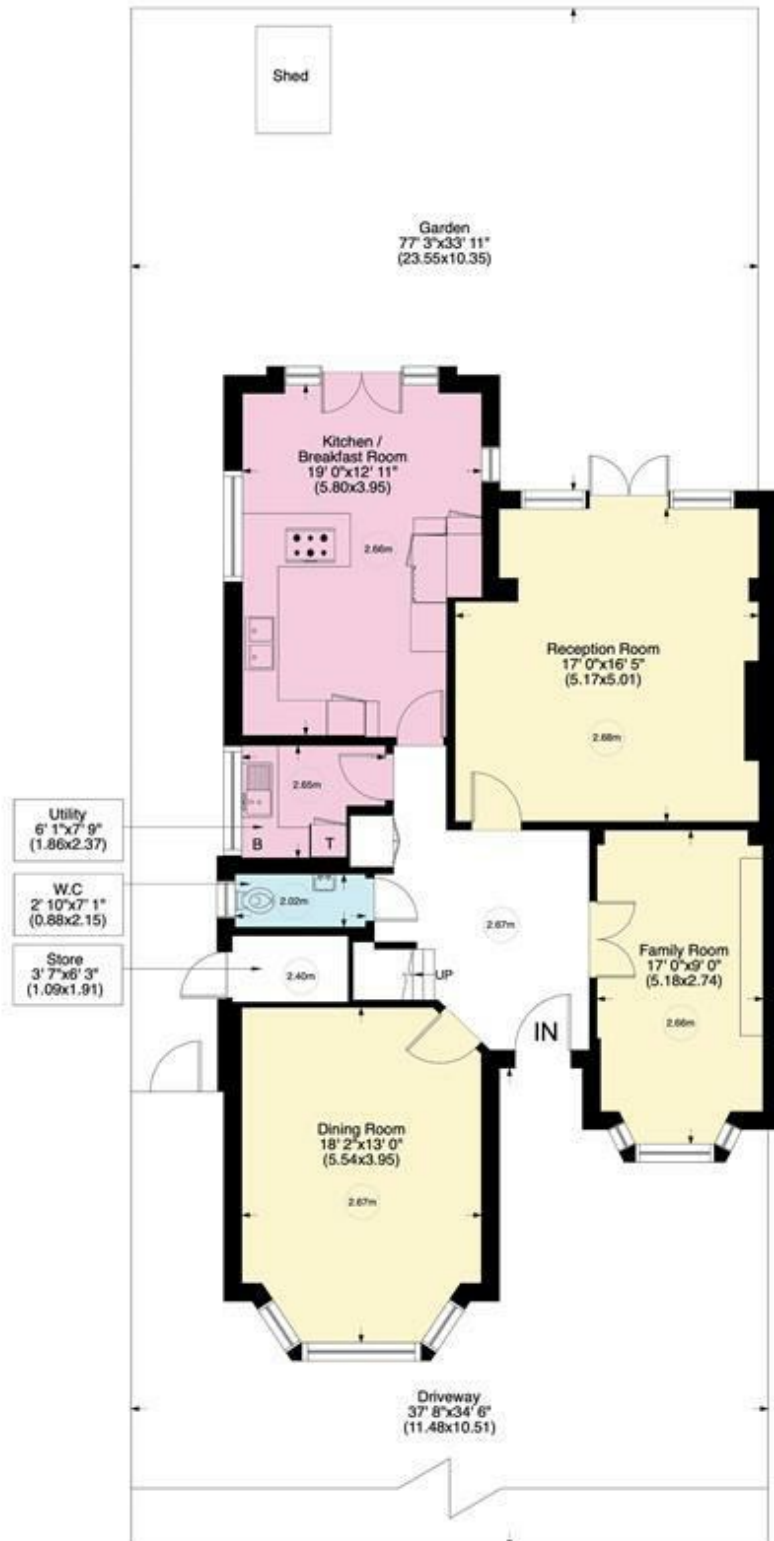 Shed
Garden
77' 3"x33' 11"
(23.55x10.35)
Kitchen /
Breakfast Room
19' 0"x12' 11"
(5.80x3.95)
2.66m
Reception Room
17' 0"x16' 5"
(5.17x5.01)
2.68m
Utility
6' 1"x7' 9"
(1.86x2.37)
2.65m
B
T
W.C
2' 10"x7' 1"
(0.88x2.15)
2.02m
Store
3' 7"x6' 3"
(1.09x1.91)
2.40m
UP
2.67m
IN
Family Room
17' 0"x9' 0"
(5.18x2.74)
2.66m
Dining Room
18' 2"x13' 0"
(5.54x3.95)
2.67m
Driveway
37' 8"x34' 6"
(11.48x10.51)